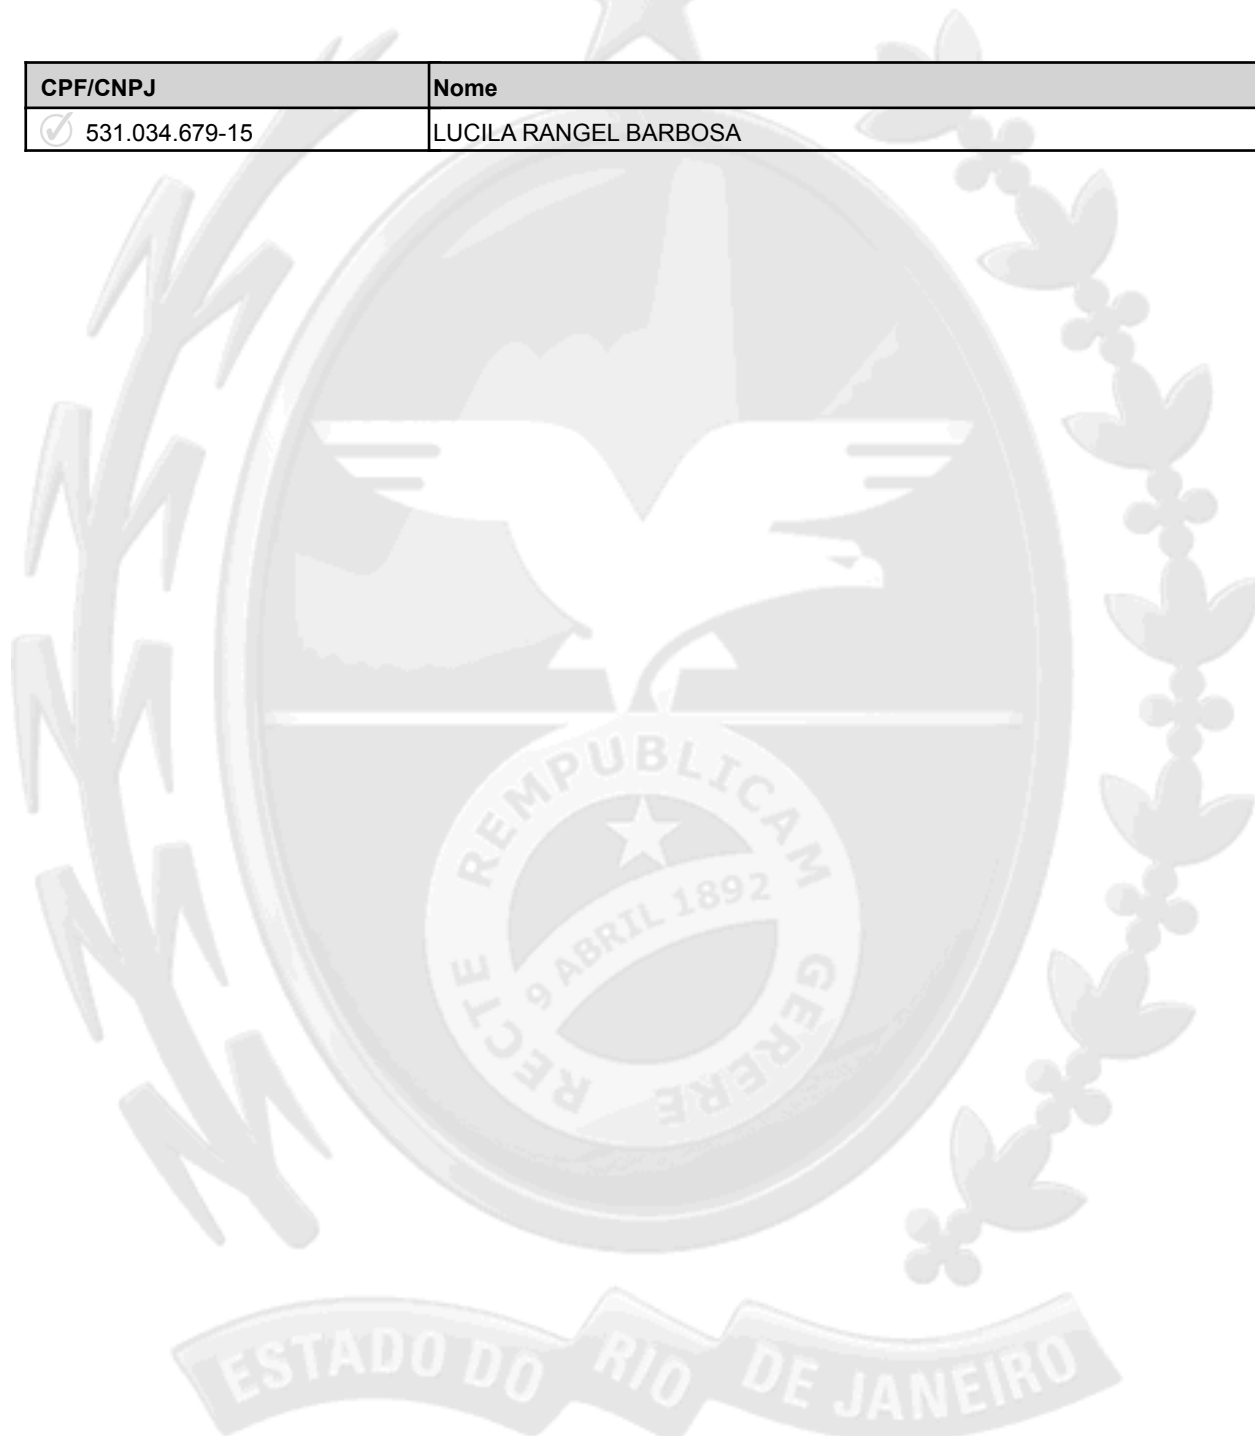 CPF/CNPJ Nome
531.034.679-15 LUCILA RANGEL BARBOSA
REMPUBLICAM
9 ABRIL 1892
RECTE GERERE
ESTADO DO RIO DE JANEIRO